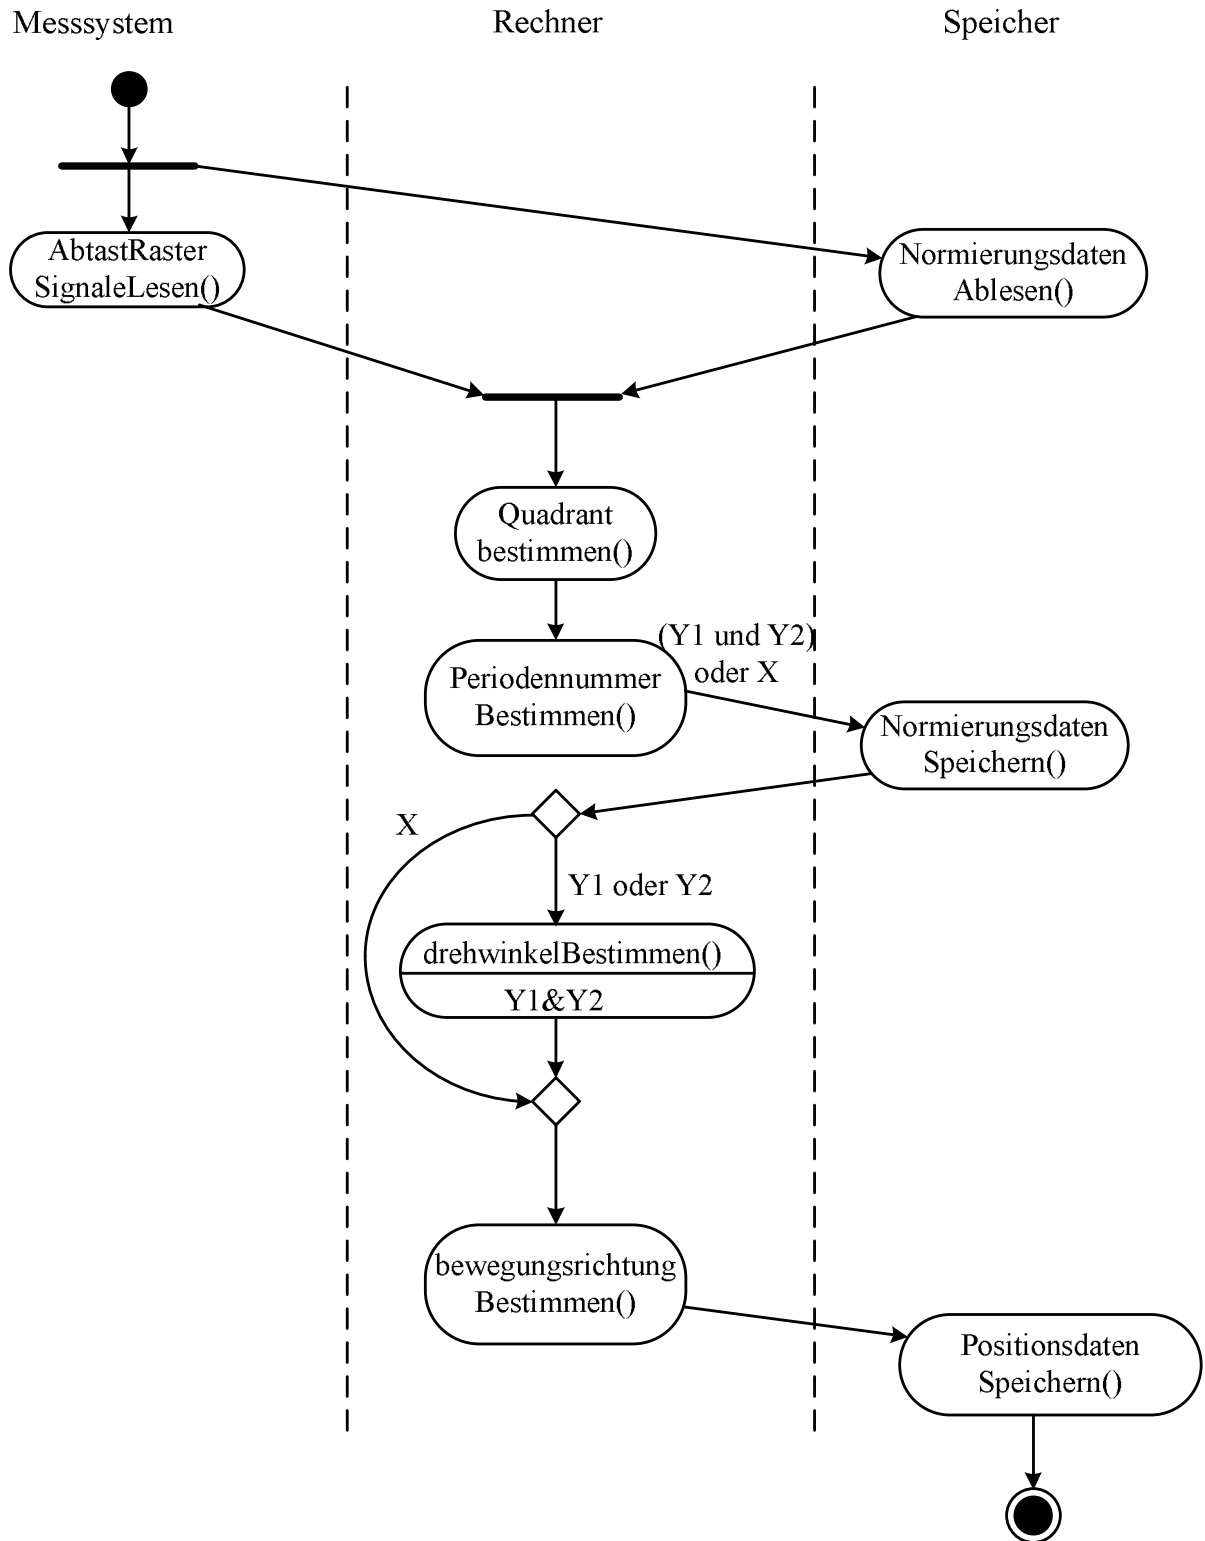 Messsystem
Rechner
Speicher
AbtastRaster
SignaleLesen()
Normierungsdaten
Ablesen()
Quadrant
bestimmen()
(Y1 und Y2)
oder X
Periodennummer
Bestimmen()
Normierungsdaten
Speichern()
X
Y1 oder Y2
drehwinkelBestimmen()
Y1&Y2
bewegungsrichtung
Bestimmen()
Positionsdaten
Speichern()